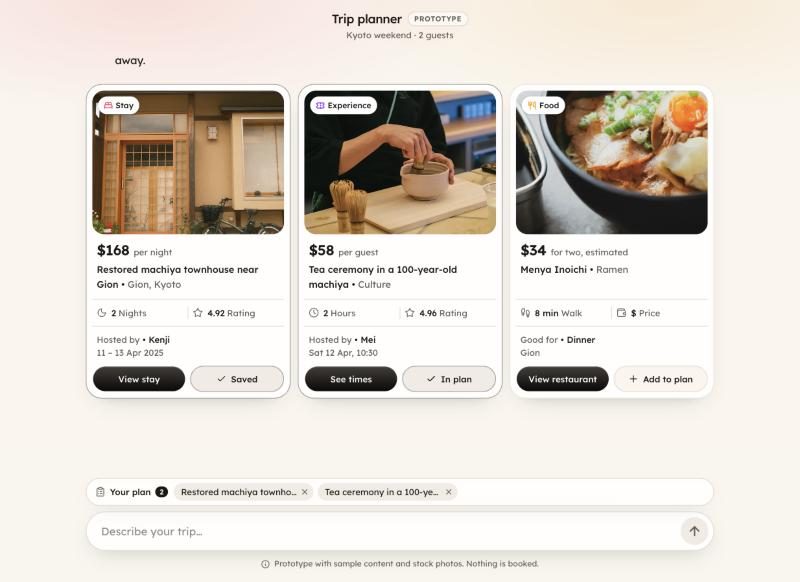 Trip planner PROTOTYPE
Kyoto weekend · 2 guests
away.
Stay
$168 per night
Restored machiya townhouse near
Gion • Gion, Kyoto
2 Nights
4.92 Rating
Hosted by • Kenji
11 – 13 Apr 2025
View stay
Saved
Experience
$58 per guest
Tea ceremony in a 100-year-old
machiya • Culture
2 Hours
4.96 Rating
Hosted by • Mei
Sat 12 Apr, 10:30
See times
In plan
Food
$34 for two, estimated
Menya Inoichi • Ramen
8 min Walk
$ Price
Good for • Dinner
Gion
View restaurant
Add to plan
Your plan 2
Restored machiya townho...
Tea ceremony in a 100-ye...
Describe your trip...
Prototype with sample content and stock photos. Nothing is booked.